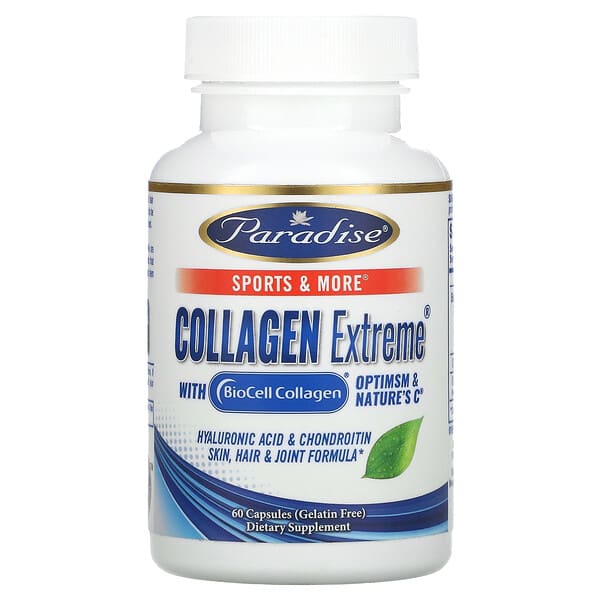 Paradise®
SPORTS & MORE®
COLLAGEN Extreme®
WITH BioCell Collagen® OPTIMSM &
NATURE'S C®
HYALURONIC ACID & CHONDROITIN
SKIN, HAIR & JOINT FORMULA*
60 Capsules (Gelatin Free)
Dietary Supplement